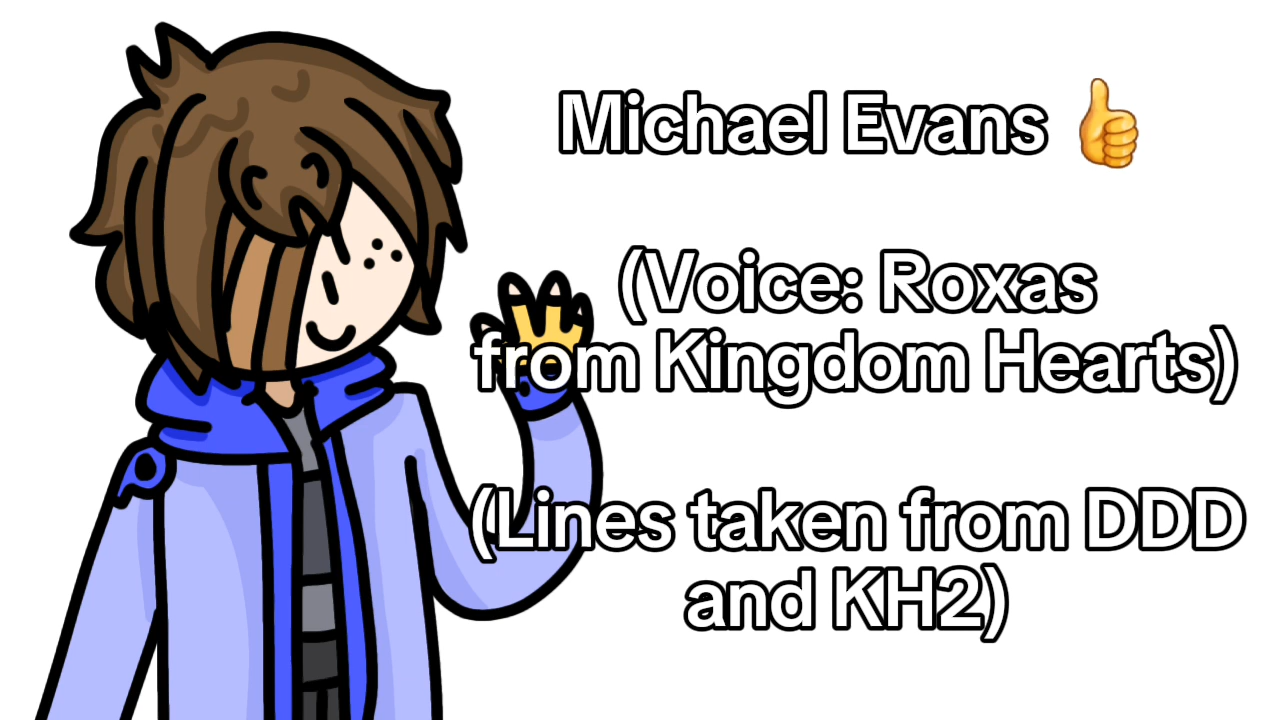 Michael Evans 👍
(Voice: Roxas
from Kingdom Hearts)
(Lines taken from DDD
and KH2)